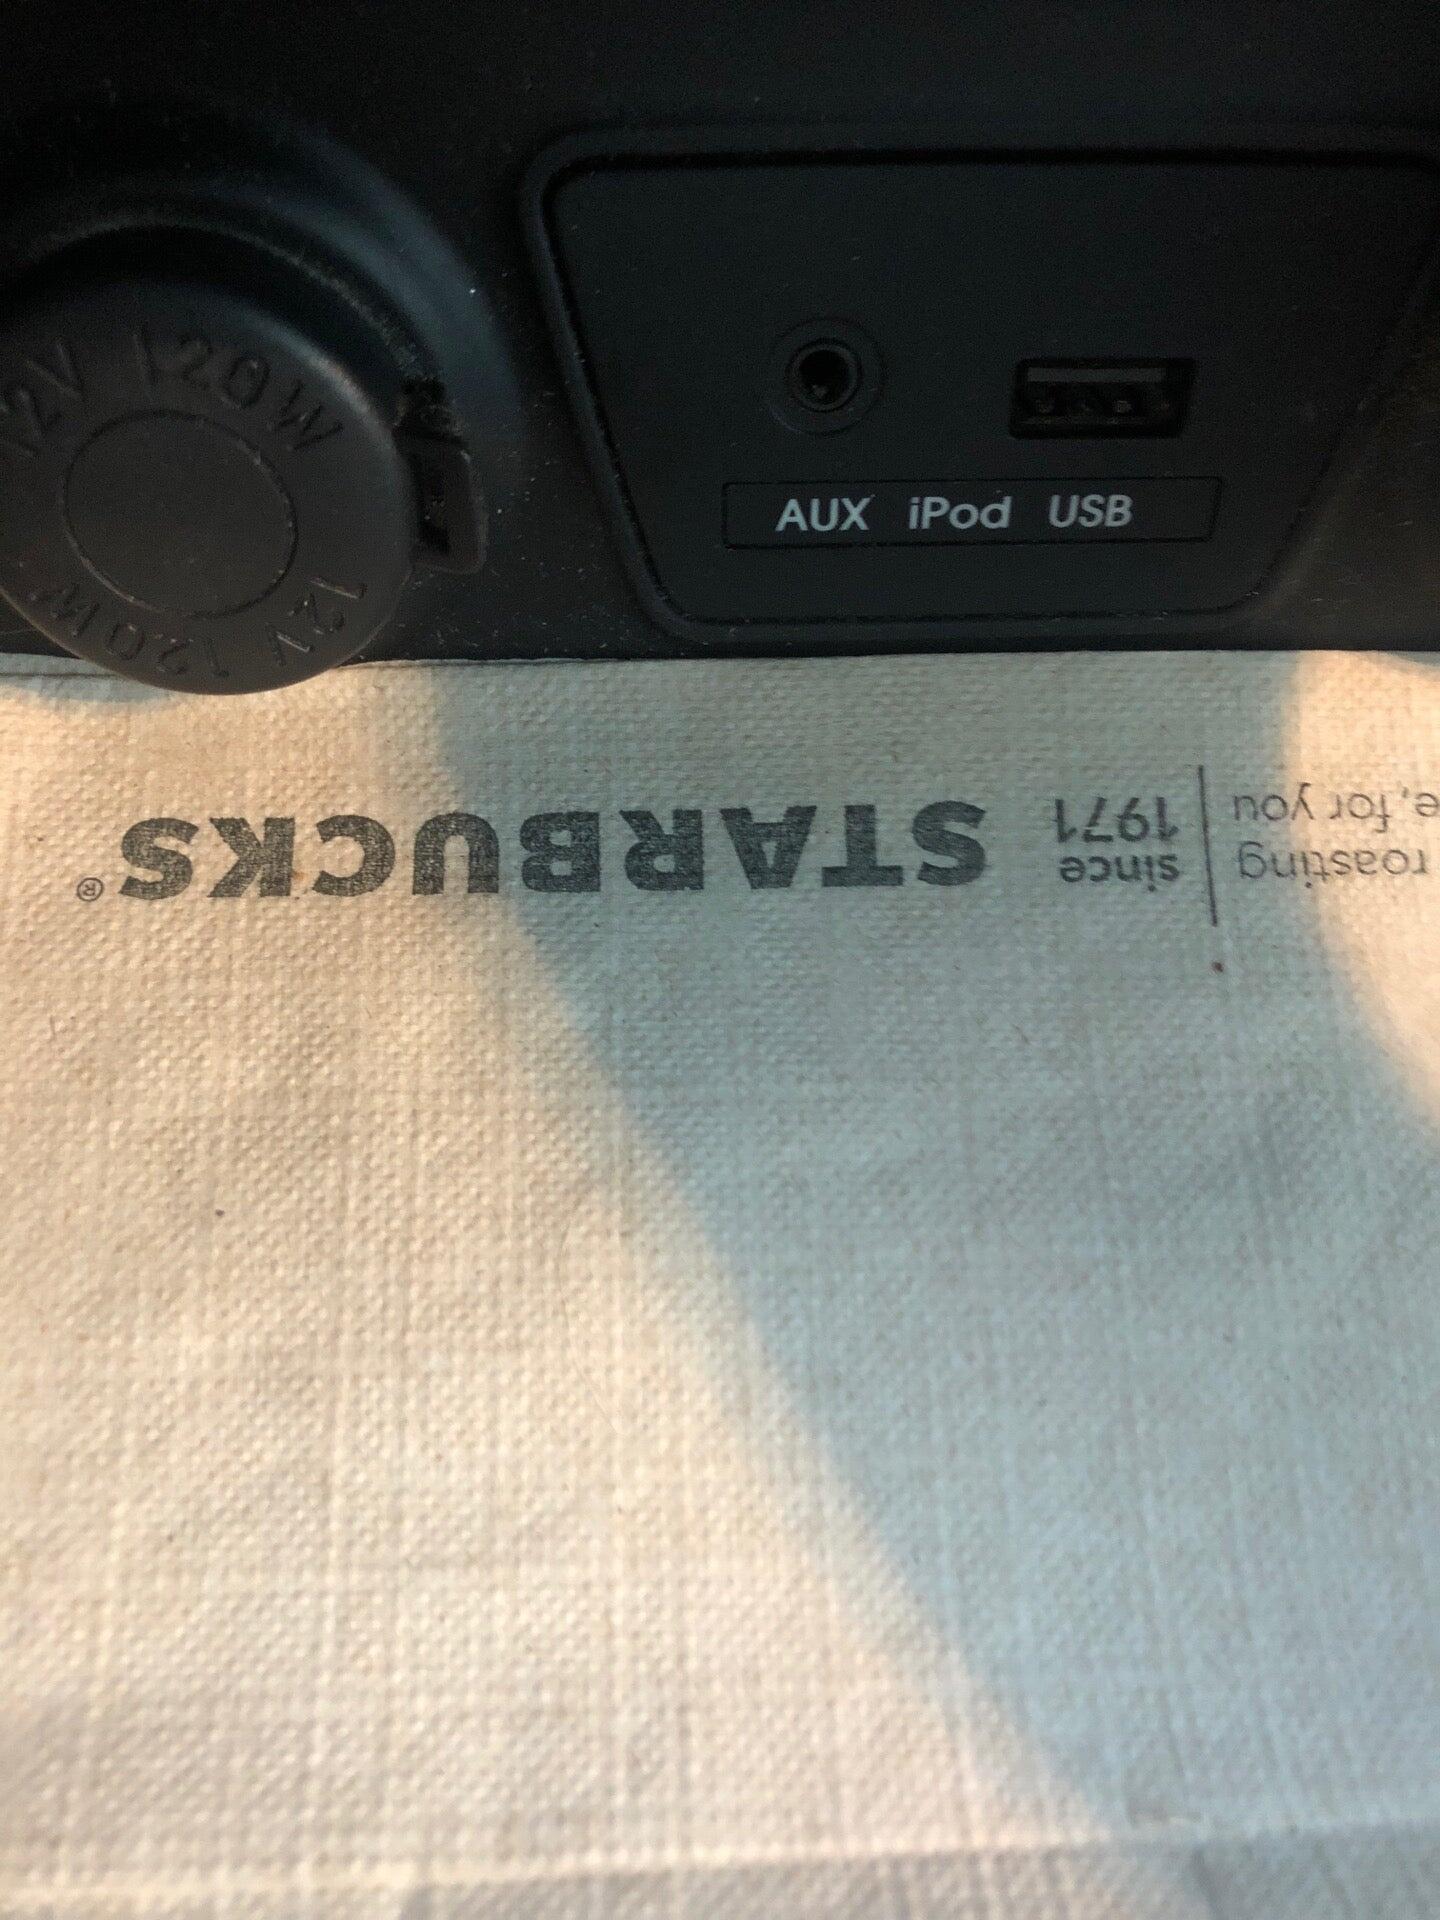 12V 120W
12V 120W
AUX iPod USB
STARBUCKS®
since
1971
roasting
for you